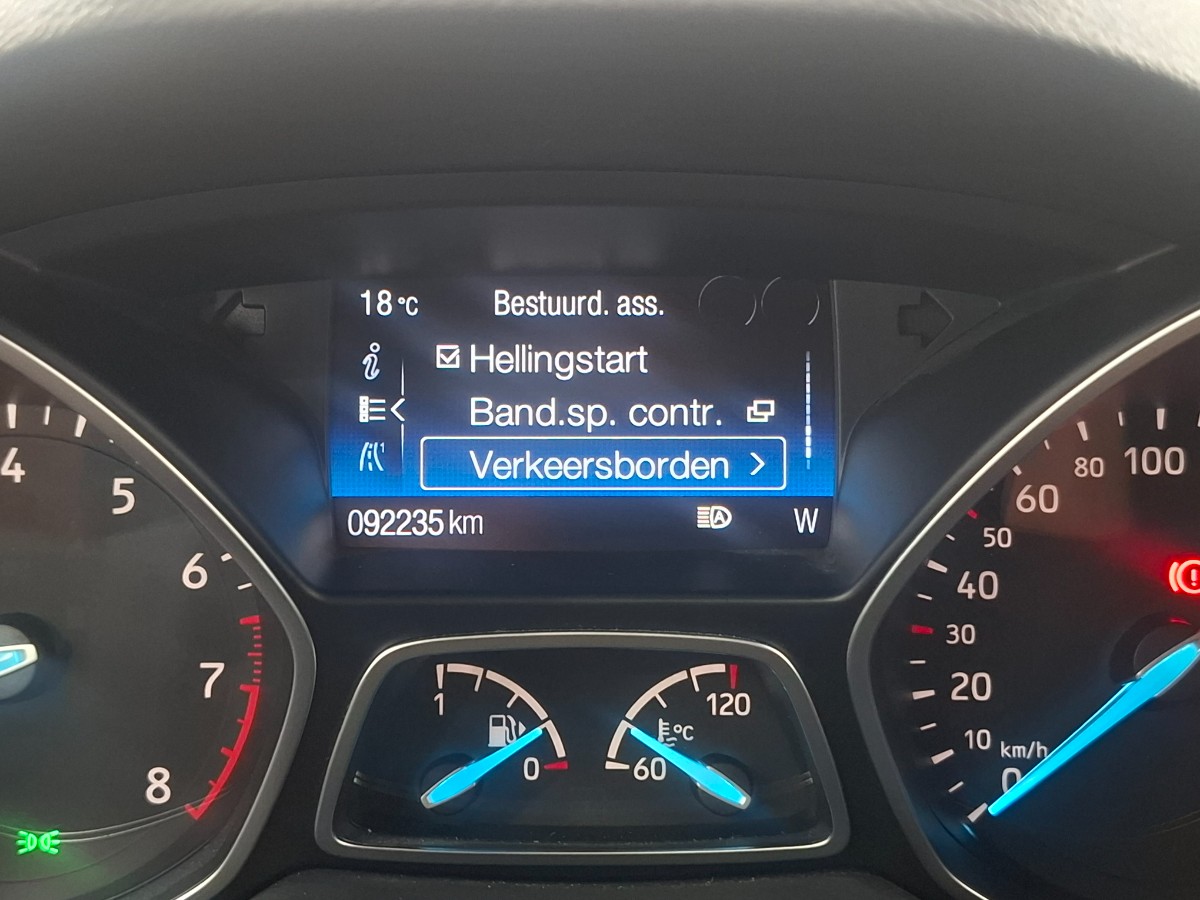 18°C Bestuurd. ass.
Hellingstart
Band.sp. contr.
Verkeersborden
092235 km A W
4
5
6
7
8
1
0
120
°C
60
100
80
60
50
40
30
20
10
km/h
0